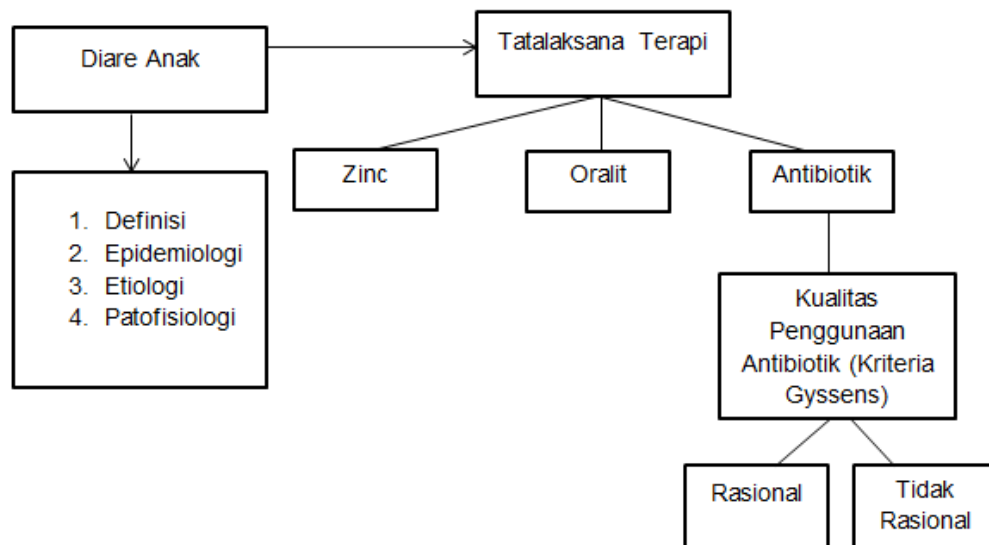 Diare Anak
Tatalaksana Terapi
Zinc
Oralit
Antibiotik
1. Definisi
2. Epidemiologi
3. Etiologi
4. Patofisiologi
Kualitas
Penggunaan
Antibiotik (Kriteria
Gyssens)
Rasional
Tidak
Rasional